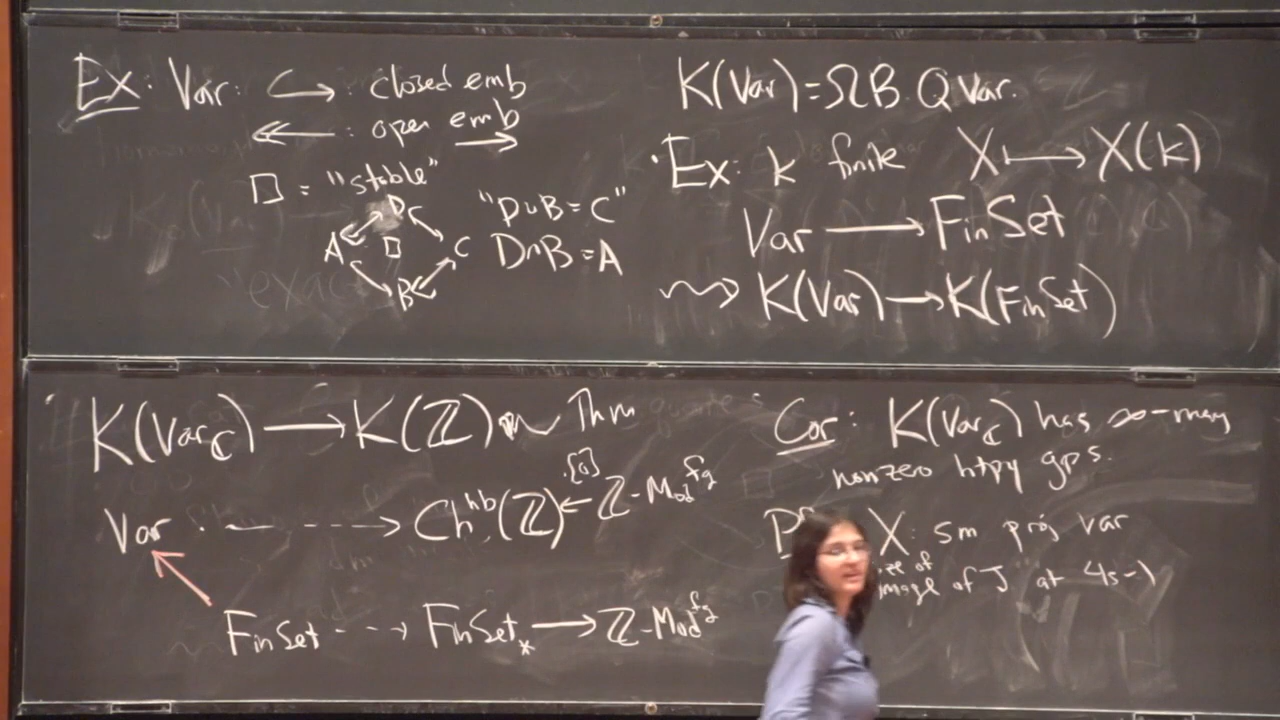 Ex: Var: ↪ : closed emb
↞ : open emb →
□ = "stable"
D
A □ C
B
"D∪B = C"
D∩B = A
K(Var) = ΩB Q Var.
Ex: k finite X ↦ X(k)
Var → FinSet
⇝ K(Var) → K(FinSet)
K(Var_ℂ) → K(ℤ) Thm
Var ⇢ Ch^hb(ℤ) ← [0] ℤ-Mod^fg
FinSet ⇢ FinSet_* → ℤ-Mod^fg
Cor: K(Var_ℂ) has ∞-many
nonzero htpy gps.
X: sm proj var
of
image of J at 4s-1